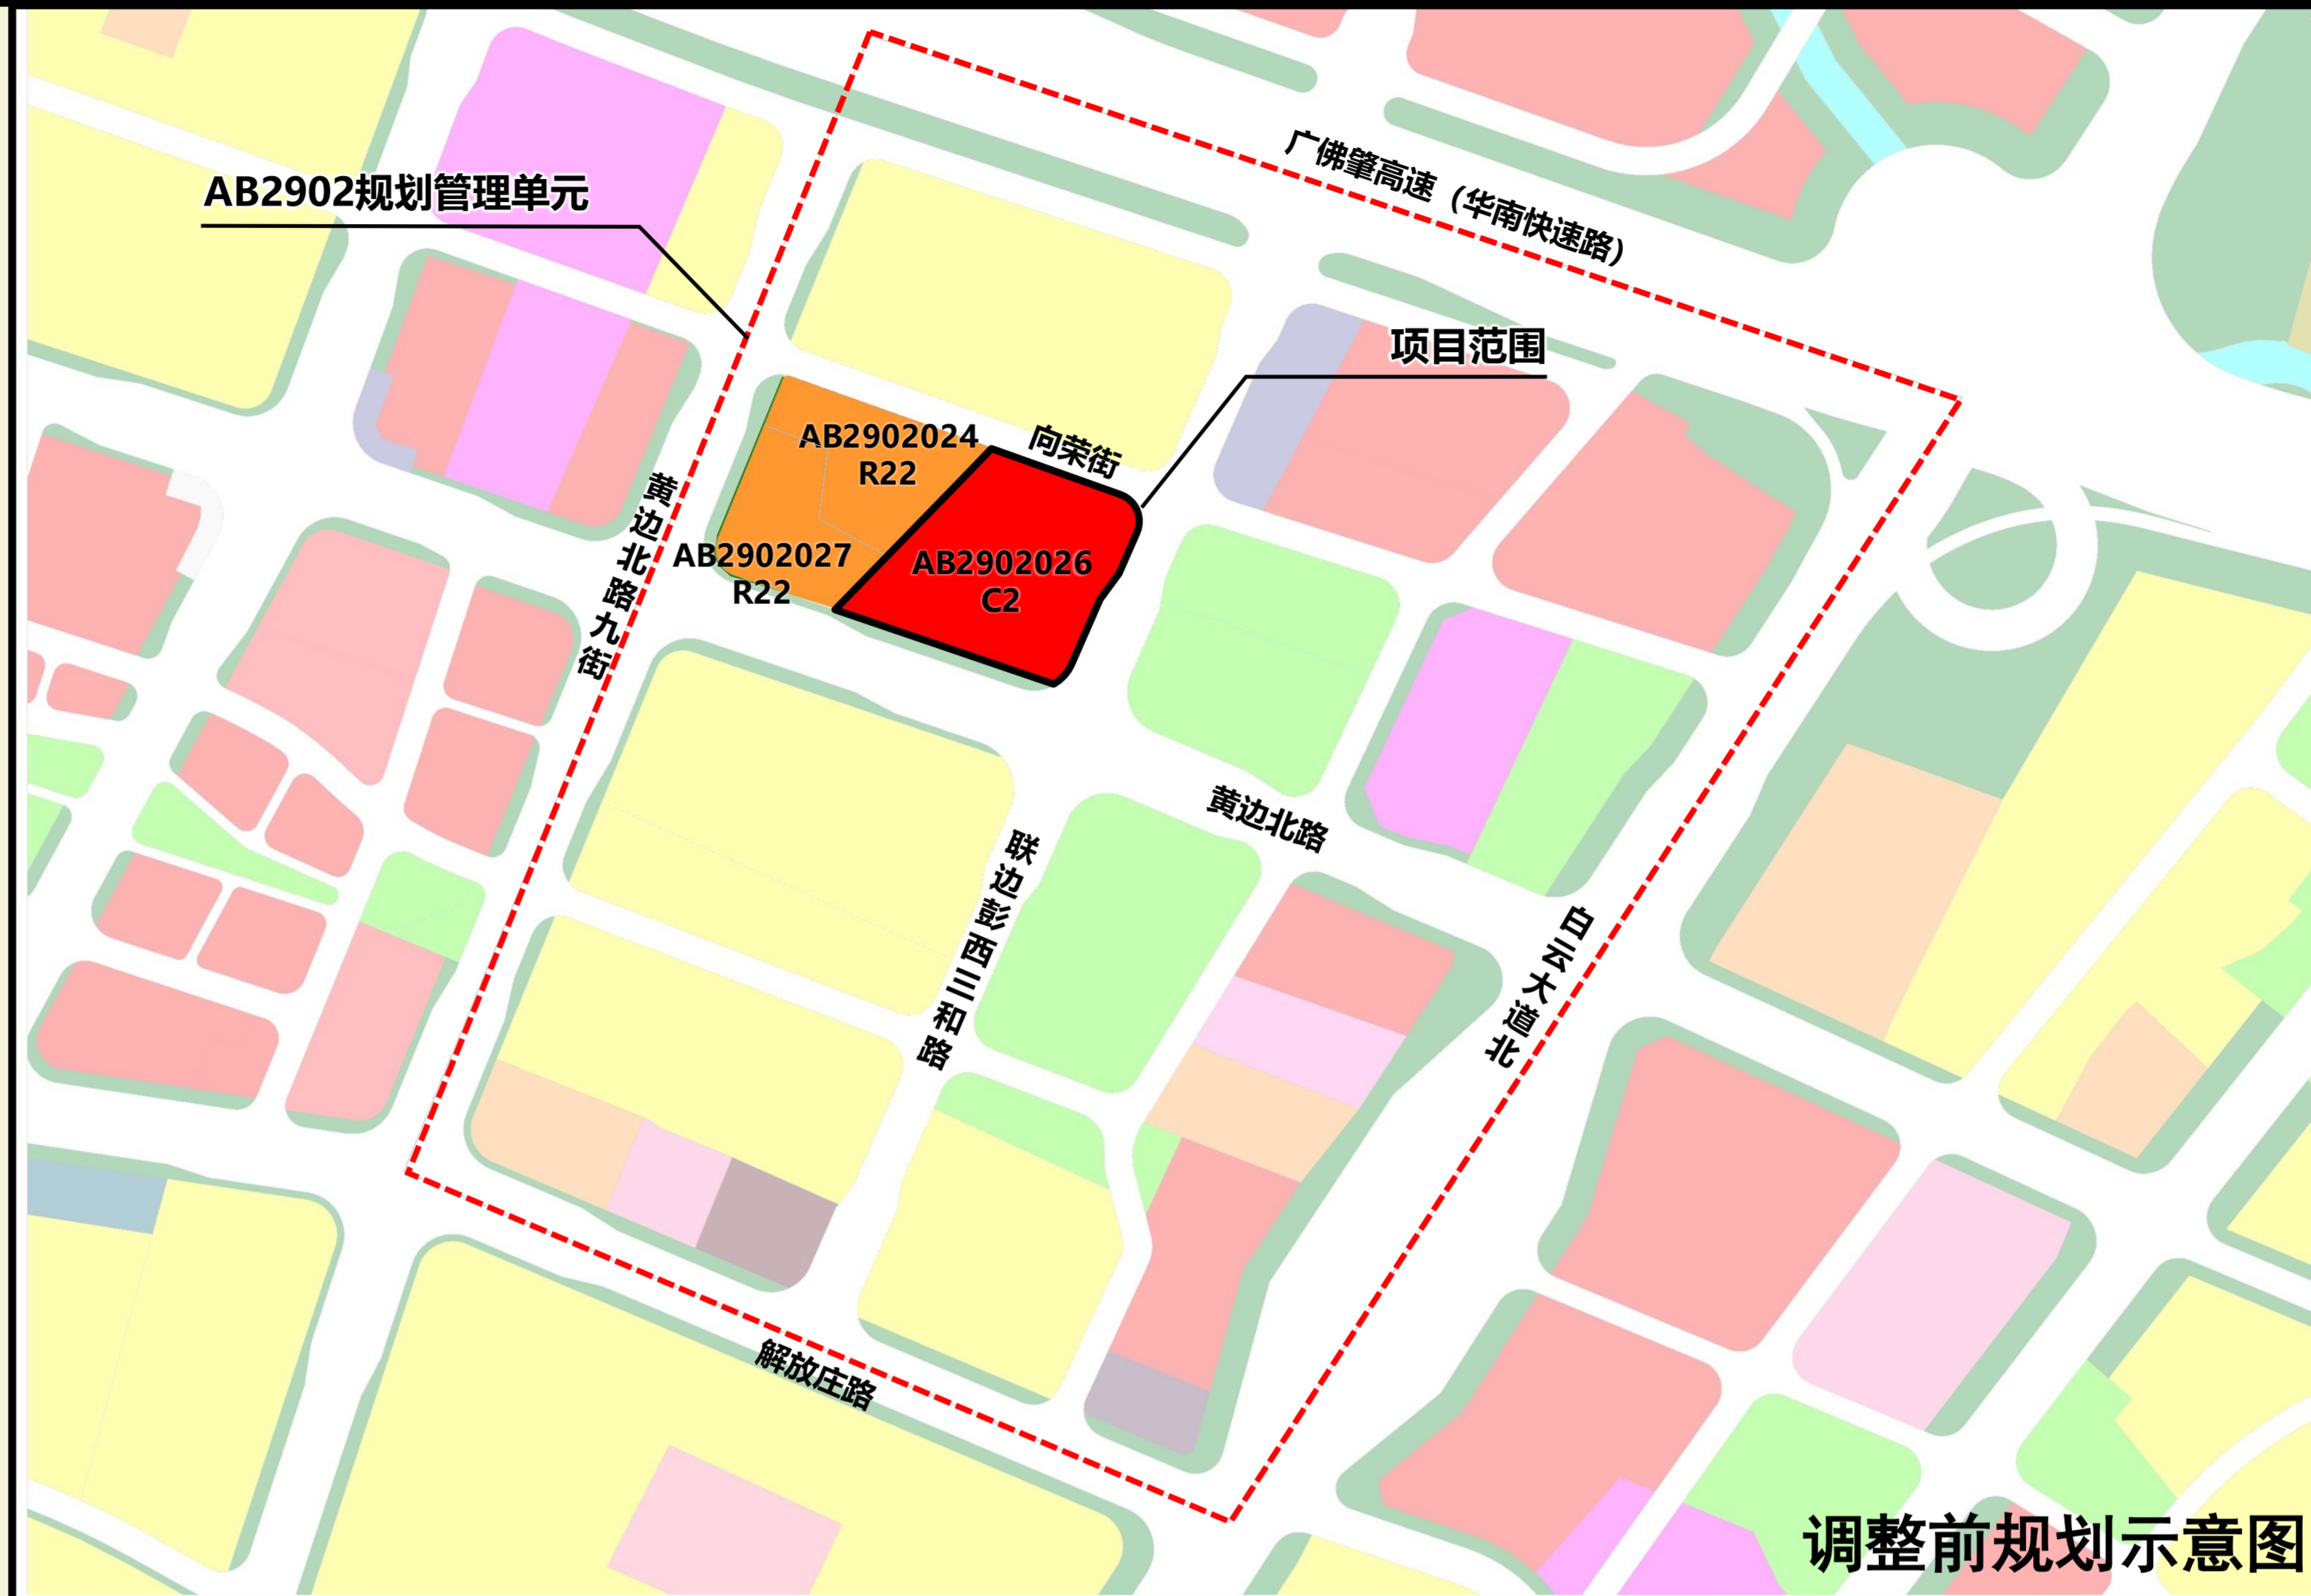 广佛肇高速（华南快速路）
AB2902规划管理单元
项目范围
AB2902024
R22
向荣街
黄边北路九街
AB2902027
R22
AB2902026
C2
黄边北路
联边彭西三和路
白云大道北
解放庄路
调整前规划示意图